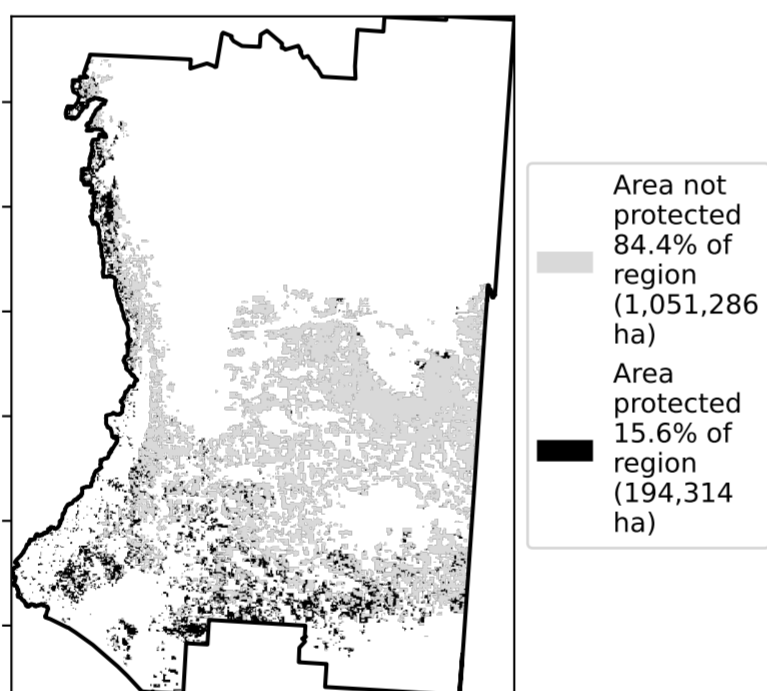 Area not
protected
84.4% of
region
(1,051,286
ha)
Area
protected
15.6% of
region
(194,314
ha)